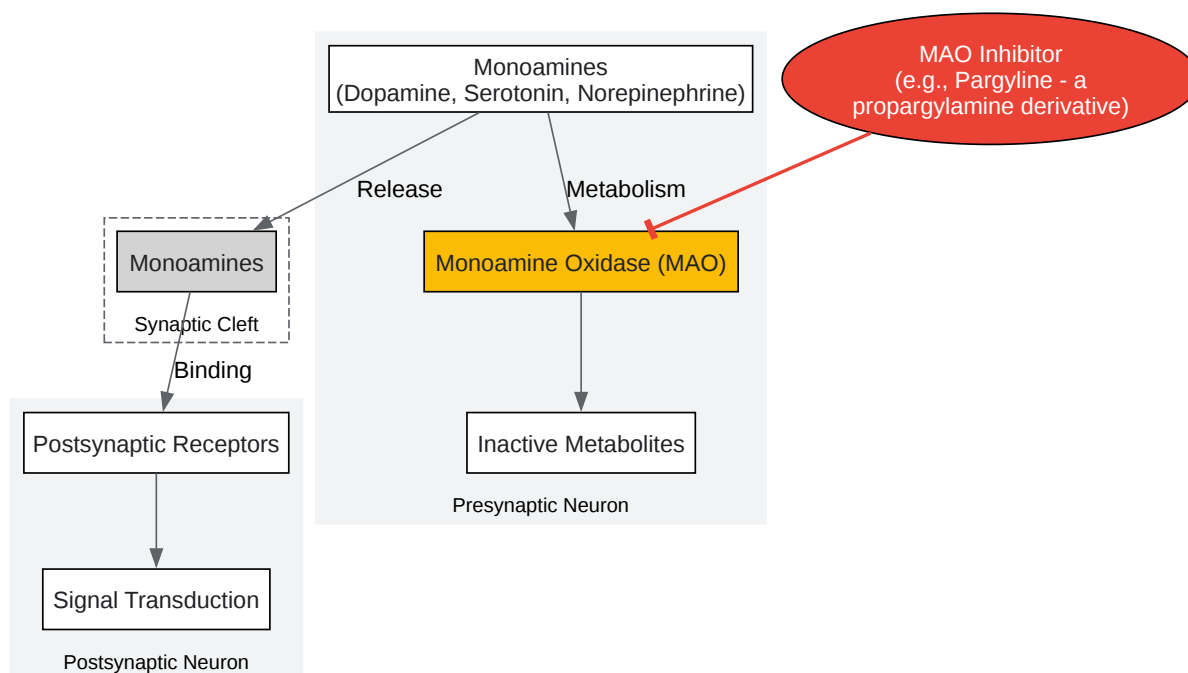 Monoamines
(Dopamine, Serotonin, Norepinephrine)
MAO Inhibitor
(e.g., Pargyline - a
propargylamine derivative)
Release
Metabolism
Monoamines
Monoamine Oxidase (MAO)
Synaptic Cleft
Binding
Postsynaptic Receptors
Inactive Metabolites
Presynaptic Neuron
Signal Transduction
Postsynaptic Neuron